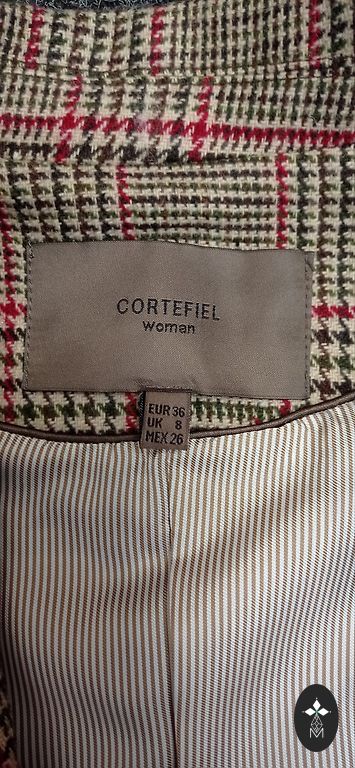 CORTEFIEL
Woman
EUR 36
UK 8
MEX 26
M